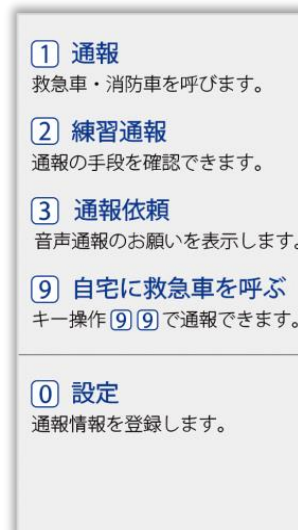 1 通報
救急車・消防車を呼びます。
2 練習通報
通報の手段を確認できます。
3 通報依頼
音声通報のお願いを表示します。
9 自宅に救急車を呼ぶ
キー操作99で通報できます。
0 設定
通報情報を登録します。